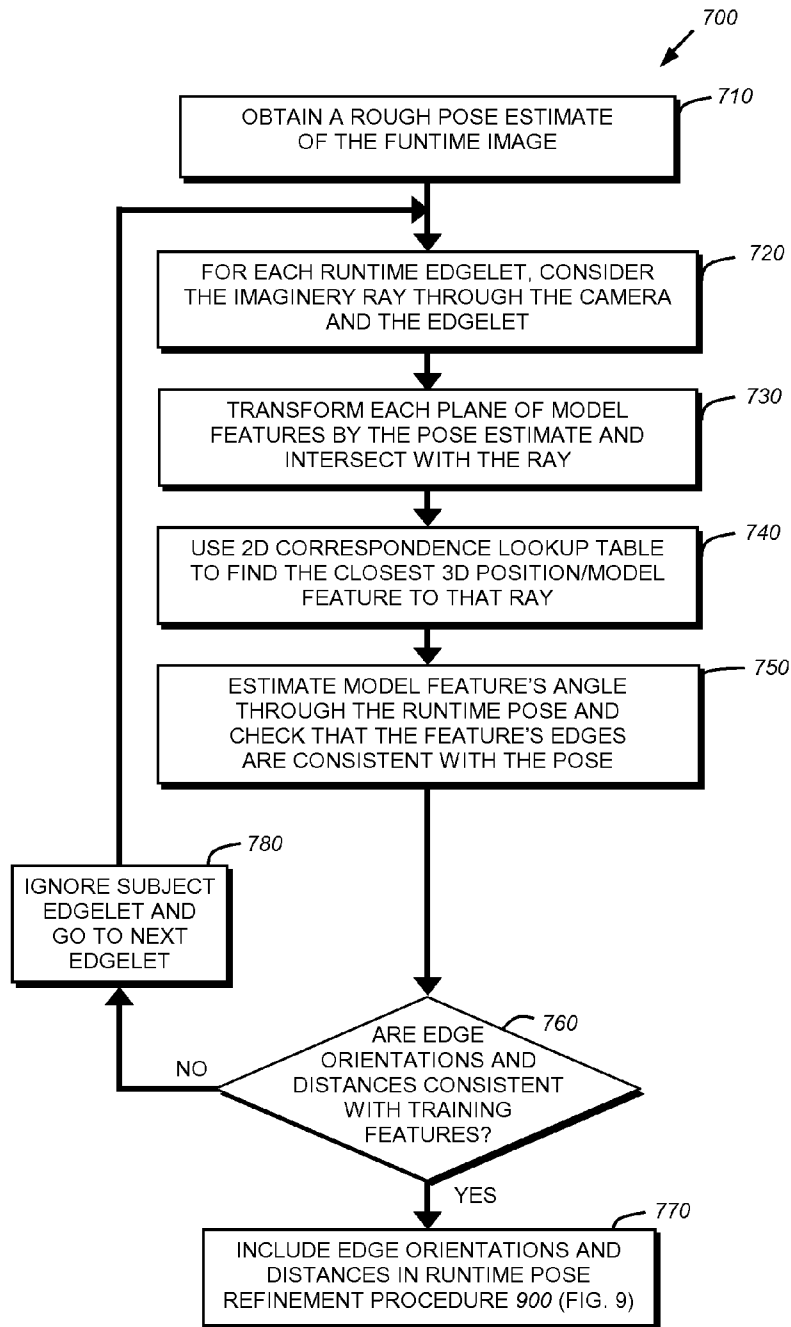 700
710
OBTAIN A ROUGH POSE ESTIMATE
OF THE FUNTIME IMAGE
720
FOR EACH RUNTIME EDGELET, CONSIDER
THE IMAGINERY RAY THROUGH THE CAMERA
AND THE EDGELET
730
TRANSFORM EACH PLANE OF MODEL
FEATURES BY THE POSE ESTIMATE AND
INTERSECT WITH THE RAY
740
USE 2D CORRESPONDENCE LOOKUP TABLE
TO FIND THE CLOSEST 3D POSITION/MODEL
FEATURE TO THAT RAY
750
ESTIMATE MODEL FEATURE'S ANGLE
THROUGH THE RUNTIME POSE AND
CHECK THAT THE FEATURE'S EDGES
ARE CONSISTENT WITH THE POSE
780
IGNORE SUBJECT
EDGELET AND
GO TO NEXT
EDGELET
760
ARE EDGE
ORIENTATIONS AND
DISTANCES CONSISTENT
WITH TRAINING
FEATURES?
NO
YES
770
INCLUDE EDGE ORIENTATIONS AND
DISTANCES IN RUNTIME POSE
REFINEMENT PROCEDURE 900 (FIG. 9)